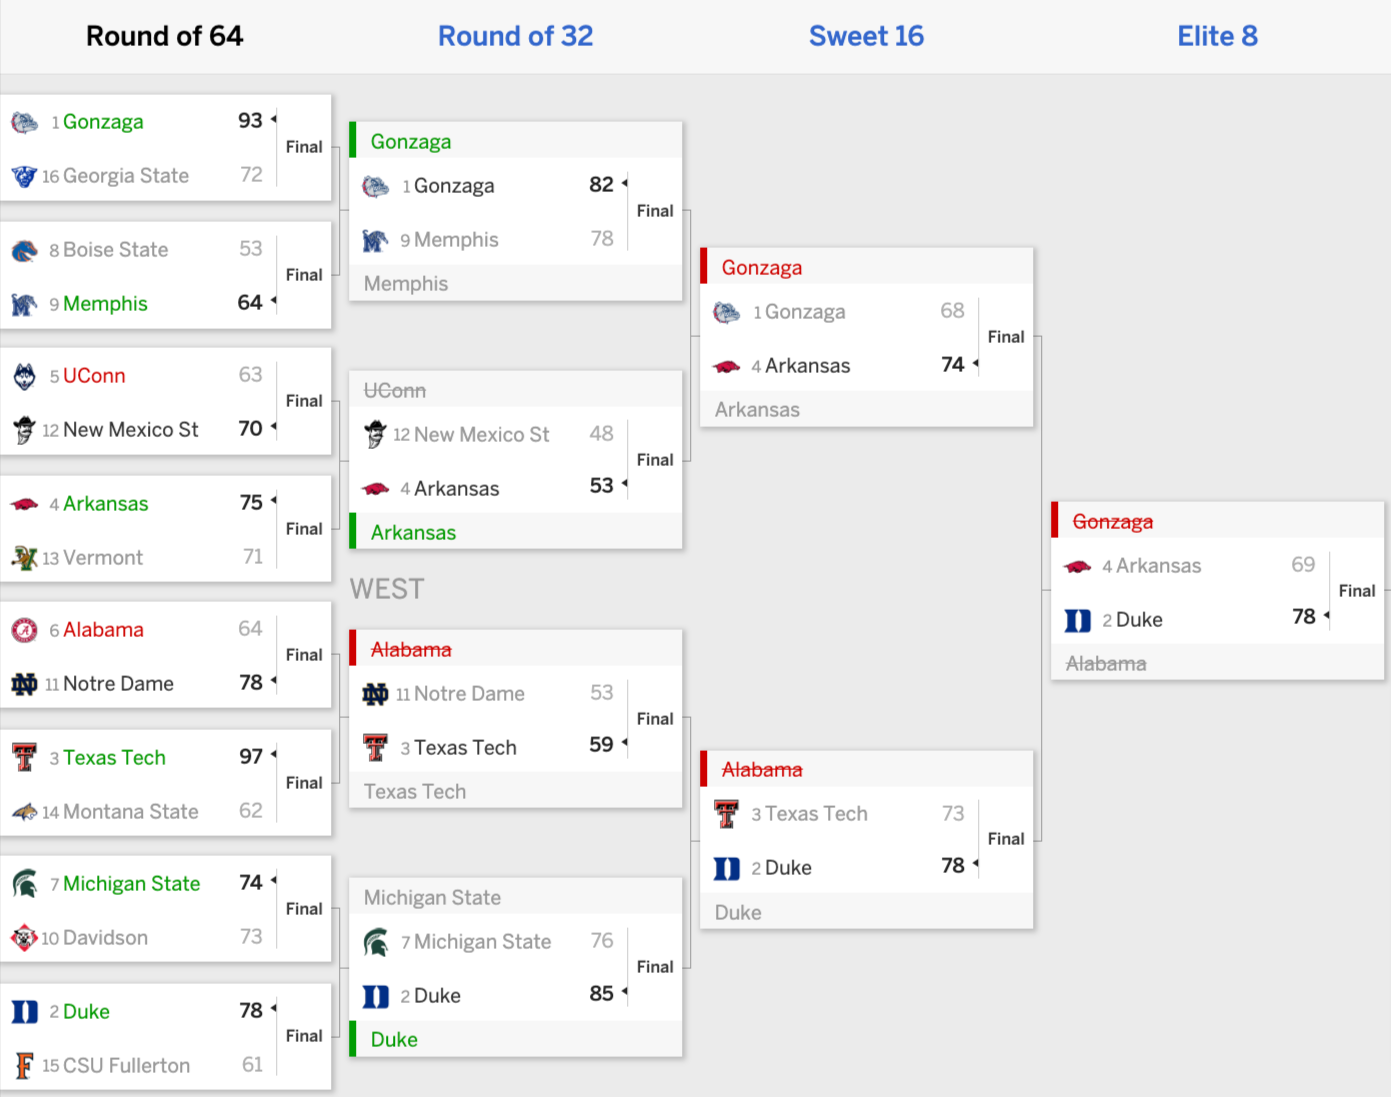 Round of 64
Round of 32
Sweet 16
Elite 8
1 Gonzaga 93
Final
16 Georgia State 72
8 Boise State 53
Final
9 Memphis 64
5 UConn 63
Final
12 New Mexico St 70
4 Arkansas 75
Final
13 Vermont 71
6 Alabama 64
Final
11 Notre Dame 78
3 Texas Tech 97
Final
14 Montana State 62
7 Michigan State 74
Final
10 Davidson 73
2 Duke 78
Final
15 CSU Fullerton 61
Gonzaga
1 Gonzaga 82
Final
9 Memphis 78
Memphis
UConn
12 New Mexico St 48
Final
4 Arkansas 53
Arkansas
WEST
Alabama
11 Notre Dame 53
Final
3 Texas Tech 59
Texas Tech
Michigan State
7 Michigan State 76
Final
2 Duke 85
Duke
Gonzaga
1 Gonzaga 68
Final
4 Arkansas 74
Arkansas
Alabama
3 Texas Tech 73
Final
2 Duke 78
Duke
Gonzaga
4 Arkansas 69
Final
2 Duke 78
Alabama